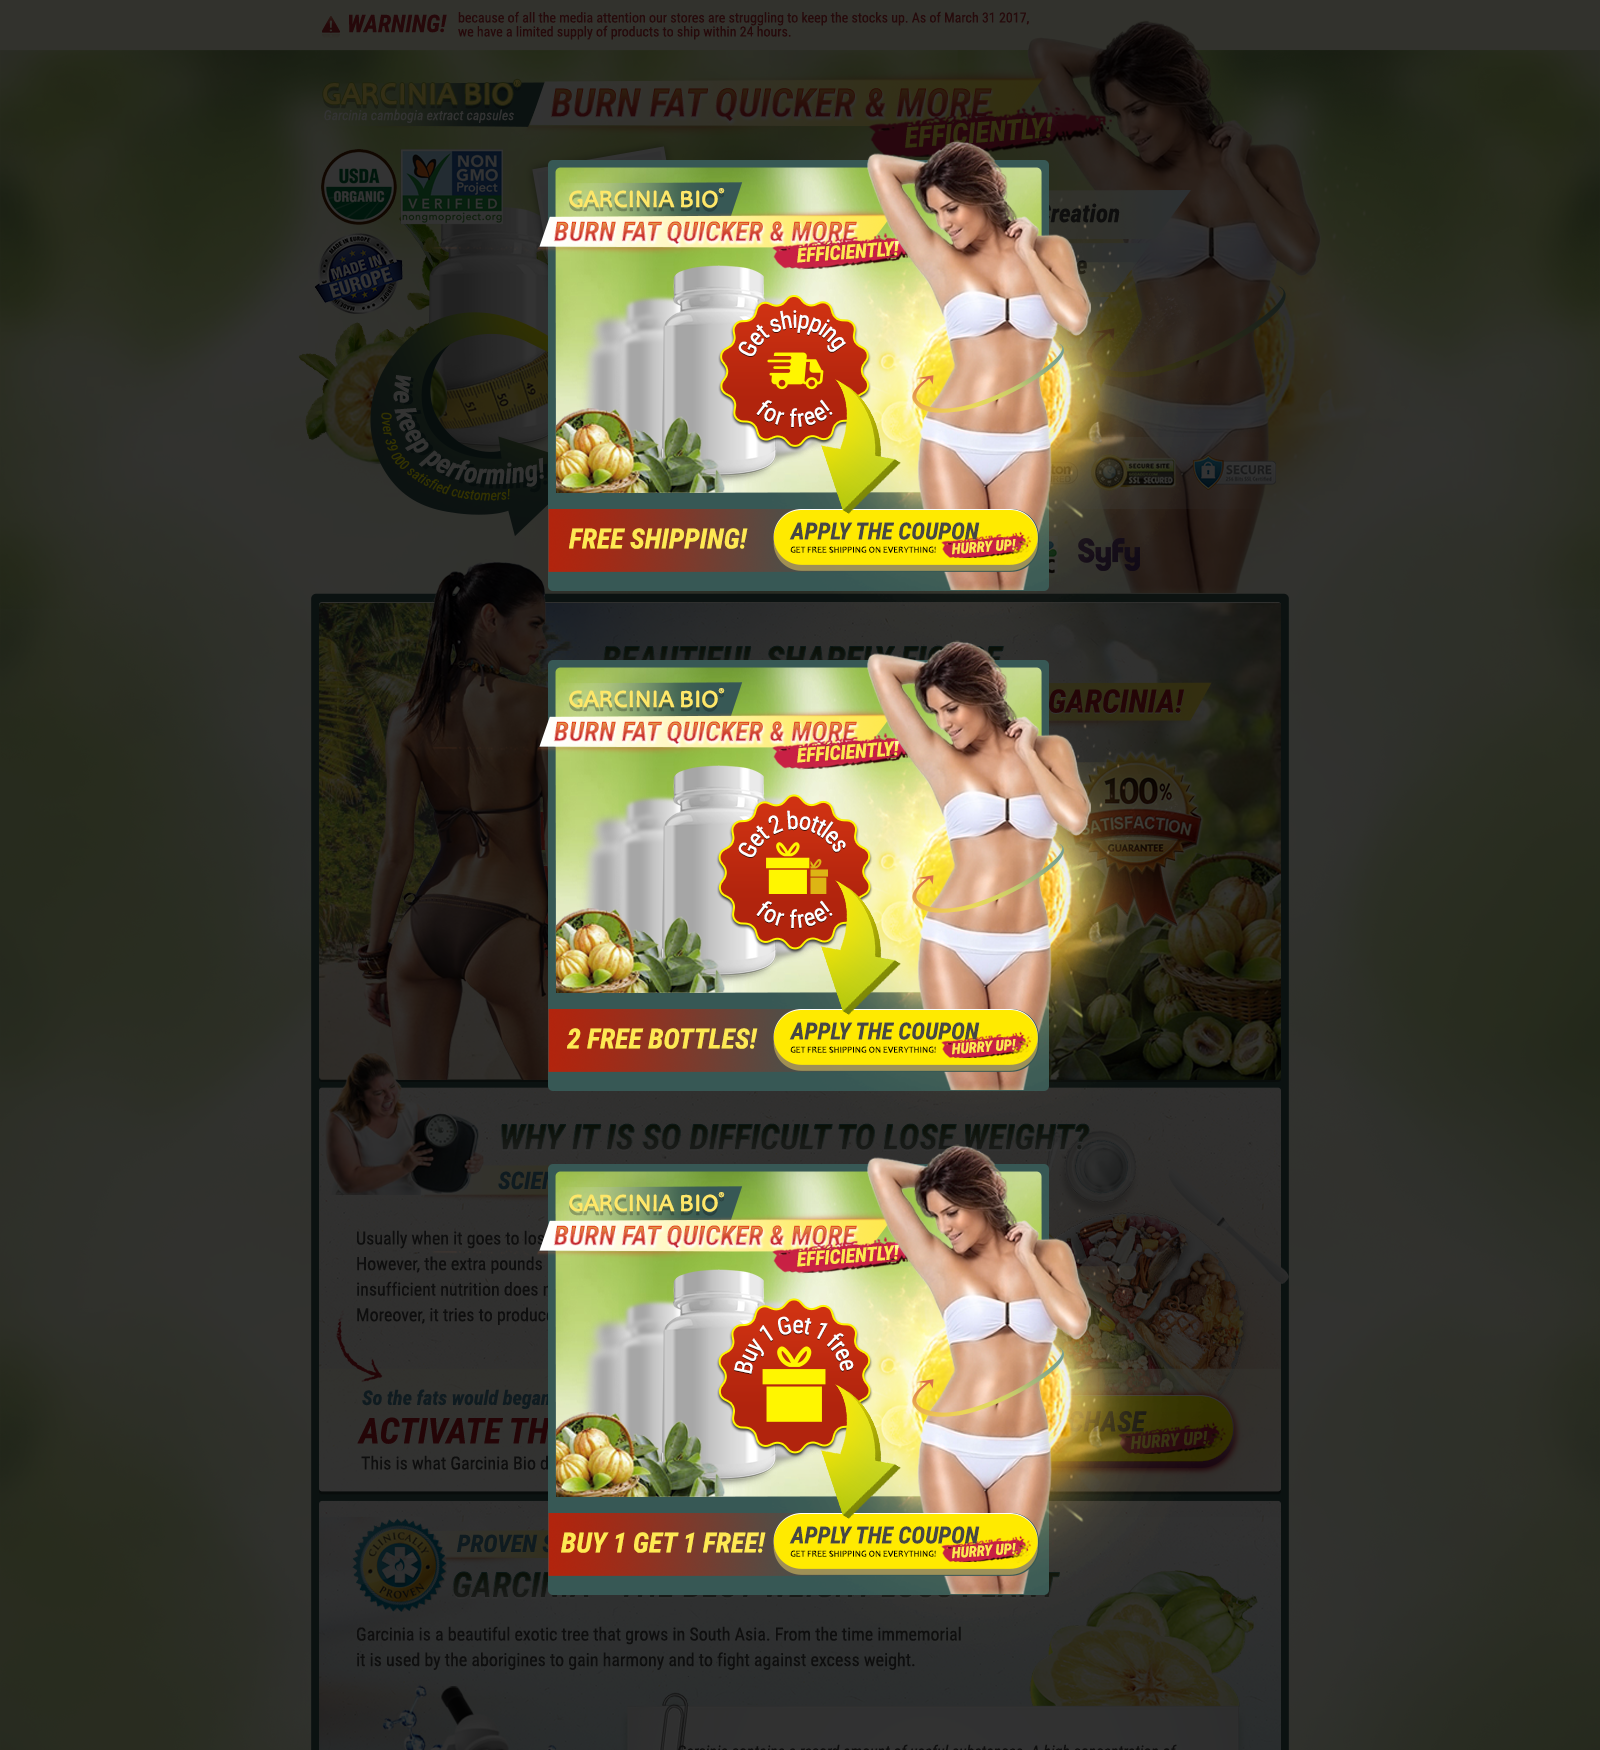 WARNING!
because of all the media attention our stores are struggling to keep the stocks up. As of March 31 2017,
we have a limited supply of products to ship within 24 hours.
GARCINIA BIO®
Garcinia cambogia extract capsules
BURN FAT QUICKER & MORE
EFFICIENTLY!
USDA
ORGANIC
NON
GMO
Project
VERIFIED
nongmoproject.org
MADE IN EUROPE
MADE IN
EUROPE
51 50 49
we keep performing!
Over 39 000 satisfied customers!
GARCINIA BIO®
BURN FAT QUICKER & MORE
EFFICIENTLY!
Get shipping
for free!
FREE SHIPPING!
APPLY THE COUPON
GET FREE SHIPPING ON EVERYTHING!
HURRY UP!
SECURE SITE
SSL SECURED
SECURE
Syfy
BEAUTIFUL SHAPELY FIGURE
GARCINIA!
GARCINIA BIO®
BURN FAT QUICKER & MORE
EFFICIENTLY!
Get 2 bottles
for free!
2 FREE BOTTLES!
APPLY THE COUPON
GET FREE SHIPPING ON EVERYTHING!
HURRY UP!
100%
SATISFACTION
GUARANTEE
WHY IT IS SO DIFFICULT TO LOSE WEIGHT?
Usually when it goes to los
However, the extra pounds
insufficient nutrition does
Moreover, it tries to produc
So the fats would began
ACTIVATE TH
This is what Garcinia Bio
GARCINIA BIO®
BURN FAT QUICKER & MORE
EFFICIENTLY!
Buy 1 Get 1 free
BUY 1 GET 1 FREE!
APPLY THE COUPON
GET FREE SHIPPING ON EVERYTHING!
HURRY UP!
CHASE
HURRY UP!
CLINICALLY
PROVEN
PROVEN
Garcinia is a beautiful exotic tree that grows in South Asia. From the time immemorial
it is used by the aborigines to gain harmony and to fight against excess weight.